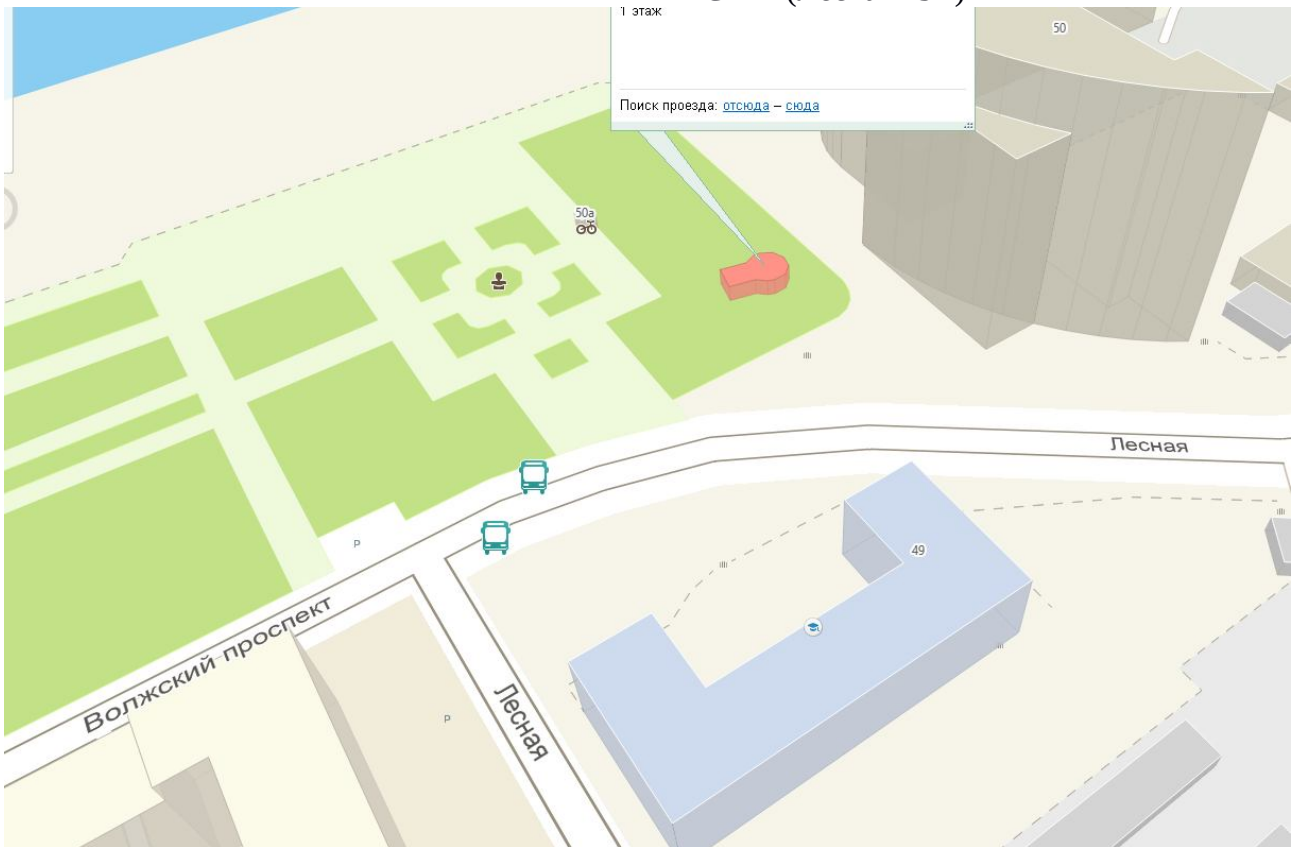 1 этаж
50
Поиск проезда: отсюда – сюда
50а
Лесная
P
49
Волжский проспект
P
Лесная